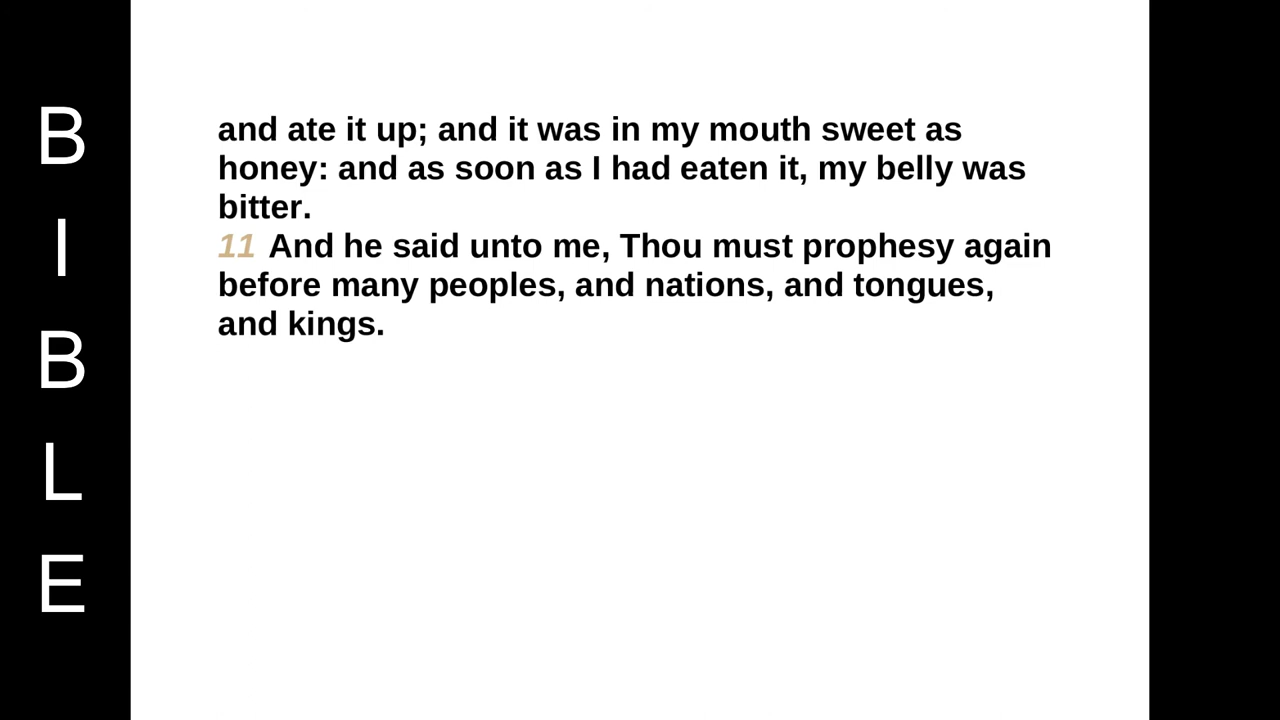 BIBLE
and ate it up; and it was in my mouth sweet as
honey: and as soon as I had eaten it, my belly was
bitter.
11 And he said unto me, Thou must prophesy again
before many peoples, and nations, and tongues,
and kings.